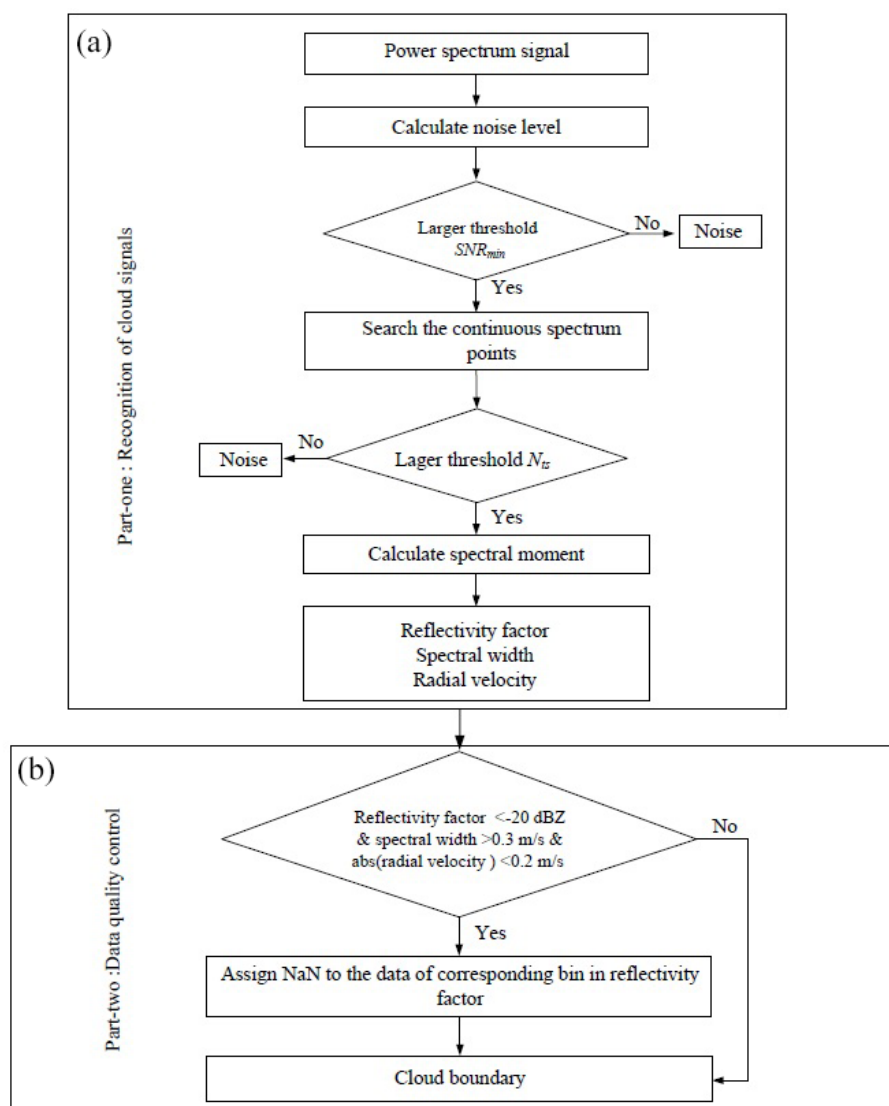 (a)
Power spectrum signal
Calculate noise level
Larger threshold
SNRmin
No
Noise
Yes
Search the continuous spectrum
points
No
Noise
Lager threshold Nts
Yes
Calculate spectral moment
Reflectivity factor
Spectral width
Radial velocity
Part-one : Recognition of cloud signals
(b)
Reflectivity factor <-20 dBZ
& spectral width >0.3 m/s &
abs(radial velocity ) <0.2 m/s
No
Yes
Assign NaN to the data of corresponding bin in reflectivity
factor
Cloud boundary
Part-two :Data quality control